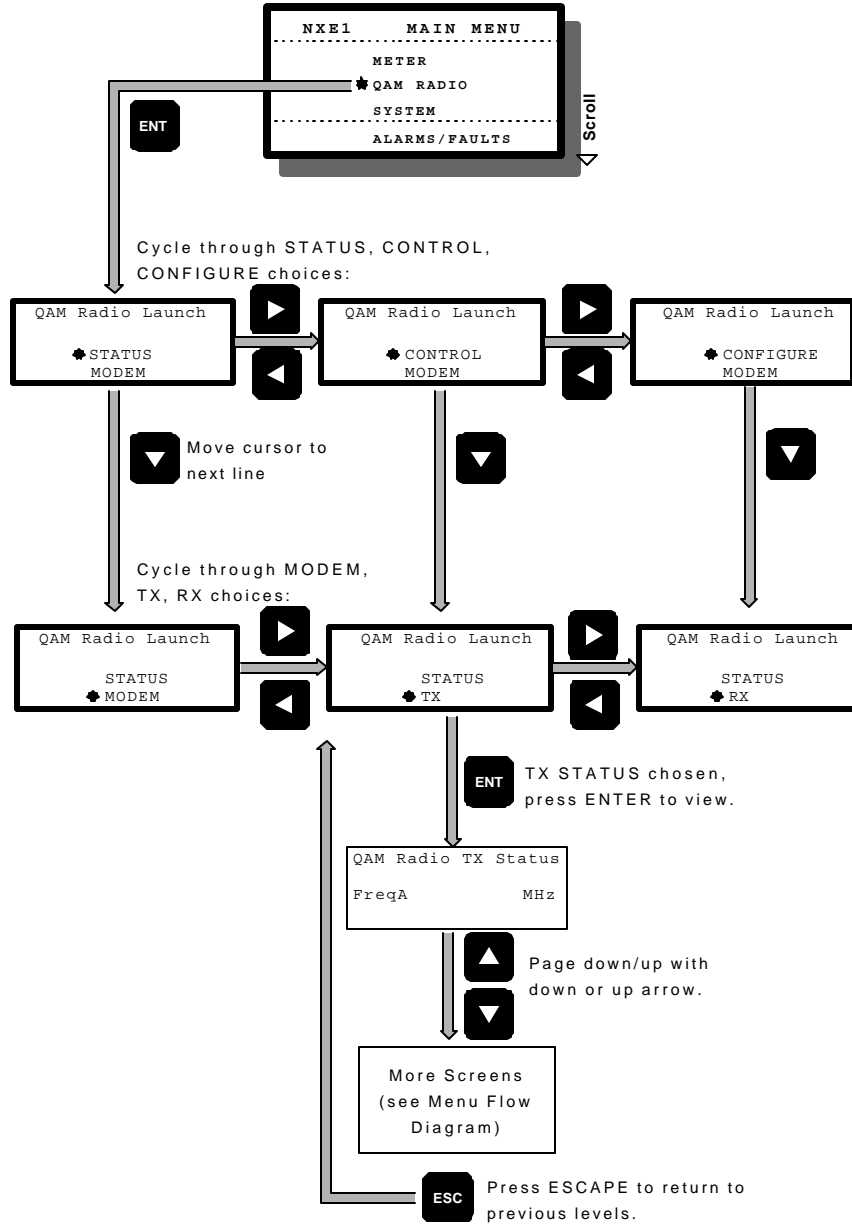 NXE1 MAIN MENU
METER
QAM RADIO
SYSTEM
ALARMS/FAULTS
Scroll
ENT
Cycle through STATUS, CONTROL,
CONFIGURE choices:
QAM Radio Launch
STATUS
MODEM
QAM Radio Launch
CONTROL
MODEM
QAM Radio Launch
CONFIGURE
MODEM
Move cursor to
next line
Cycle through MODEM,
TX, RX choices:
QAM Radio Launch
STATUS
MODEM
QAM Radio Launch
STATUS
TX
QAM Radio Launch
STATUS
RX
ENT
TX STATUS chosen,
press ENTER to view.
QAM Radio TX Status
FreqA MHz
Page down/up with
down or up arrow.
More Screens
(see Menu Flow
Diagram)
ESC
Press ESCAPE to return to
previous levels.